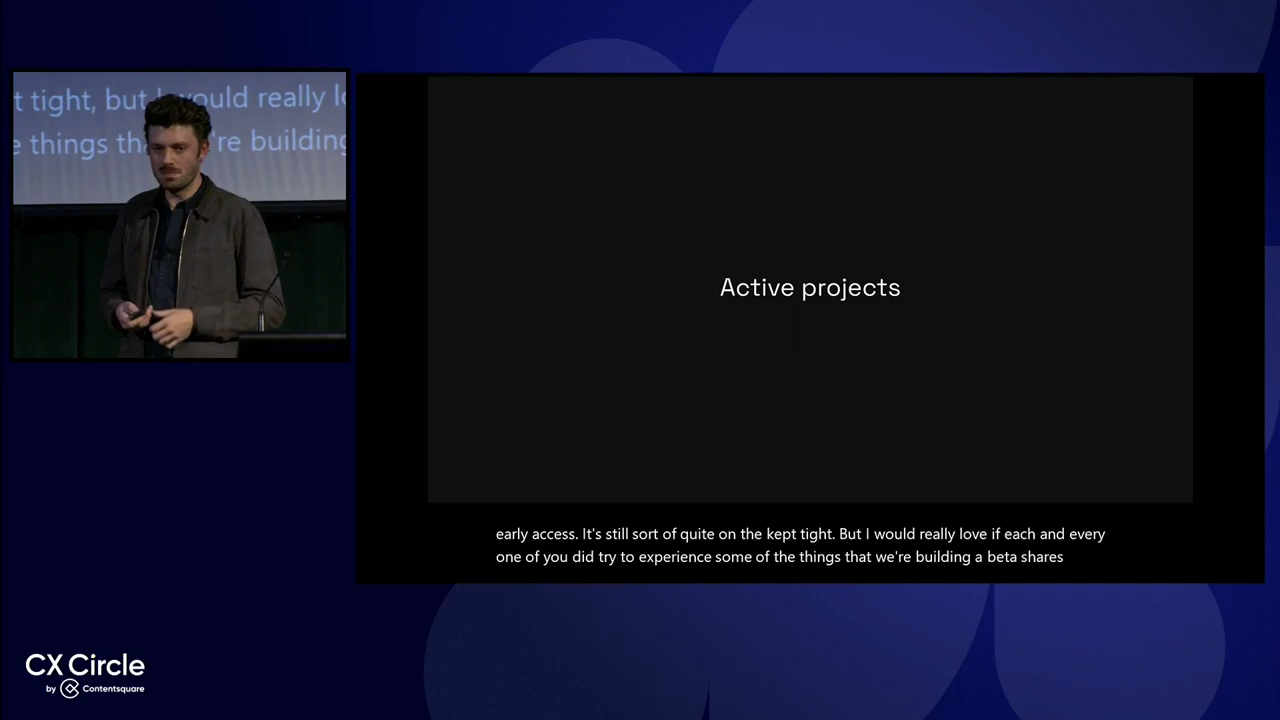 t tight, but I would really lo
e things tha 're building
Active projects
early access. It's still sort of quite on the kept tight. But I would really love if each and every
one of you did try to experience some of the things that we're building a beta shares
CX Circle
by Contentsquare